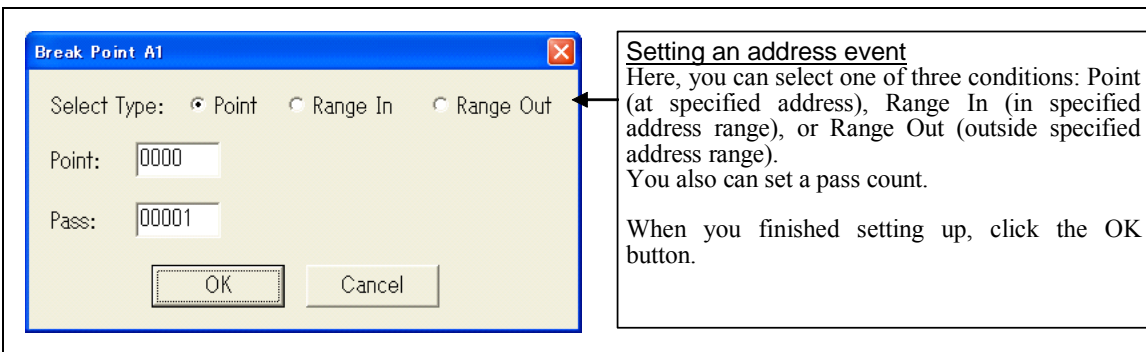 Break Point A1
Select Type: Point Range In Range Out
Point: 0000
Pass: 00001
OK Cancel
Setting an address event
Here, you can select one of three conditions: Point
(at specified address), Range In (in specified
address range), or Range Out (outside specified
address range).
You also can set a pass count.
When you finished setting up, click the OK
button.